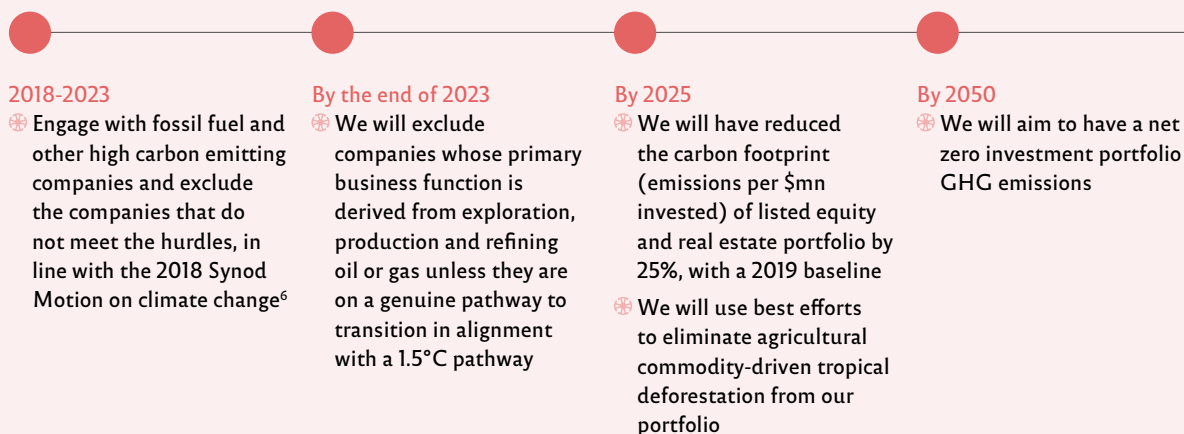 2018-2023
Engage with fossil fuel and
other high carbon emitting
companies and exclude
the companies that do
not meet the hurdles, in
line with the 2018 Synod
Motion on climate change⁶
By the end of 2023
We will exclude
companies whose primary
business function is
derived from exploration,
production and refining
oil or gas unless they are
on a genuine pathway to
transition in alignment
with a 1.5°C pathway
By 2025
We will have reduced
the carbon footprint
(emissions per $mn
invested) of listed equity
and real estate portfolio by
25%, with a 2019 baseline
We will use best efforts
to eliminate agricultural
commodity-driven tropical
deforestation from our
portfolio
By 2050
We will aim to have a net
zero investment portfolio
GHG emissions